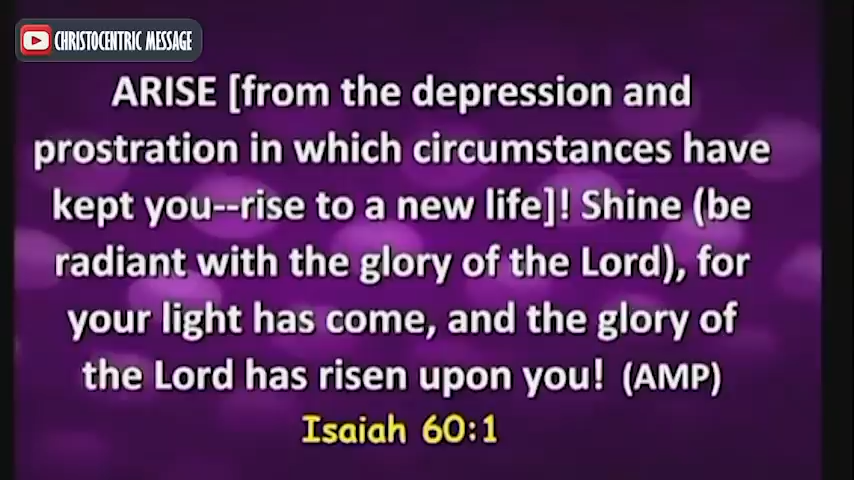 CHRISTOCENTRIC MESSAGE
ARISE [from the depression and
prostration in which circumstances have
kept you--rise to a new life]! Shine (be
radiant with the glory of the Lord), for
your light has come, and the glory of
the Lord has risen upon you! (AMP)
Isaiah 60:1